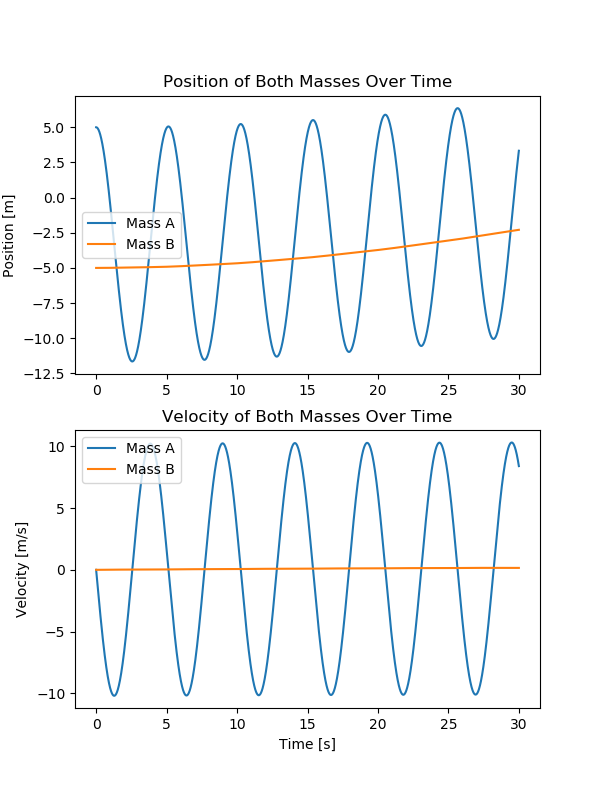 Position of Both Masses Over Time
Position [m]
5.0
2.5
0.0
−2.5
−5.0
−7.5
−10.0
−12.5
Mass A
Mass B
0 5 10 15 20 25 30
Velocity of Both Masses Over Time
Velocity [m/s]
10
5
0
−5
−10
Mass A
Mass B
0 5 10 15 20 25 30
Time [s]